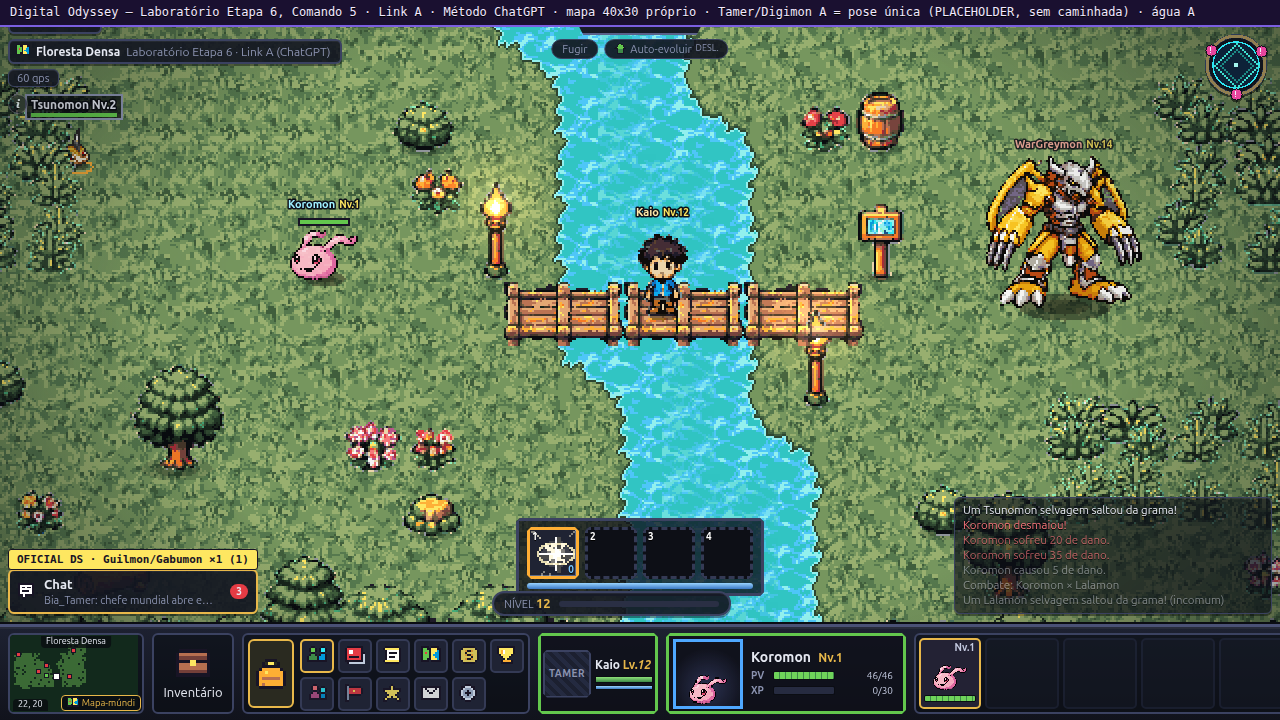 Digital Odyssey — Laboratório Etapa 6, Comando 5 · Link A · Método ChatGPT · mapa 40x30 próprio · Tamer/Digimon A = pose única (PLACEHOLDER, sem caminhada) · água A
Floresta Densa Laboratório Etapa 6 · Link A (ChatGPT)
Fugir
Auto-evoluir DESL.
60 qps
i Tsunomon Nv.2
WarGreymon Nv.14
Koromon Nv.1
Kaio Nv.12
Um Tsunomon selvagem saltou da grama!
Koromon desmaiou!
Koromon sofreu 20 de dano.
Koromon sofreu 35 de dano.
Koromon causou 5 de dano.
Combate: Koromon × Lalamon
Um Lalamon selvagem saltou da grama! (incomum)
1 2 3 4
0
OFICIAL DS · Guilmon/Gabumon ×1 (1)
Chat
Bia_Tamer: chefe mundial abre e…
3
NÍVEL 12
Floresta Densa
22, 20
Mapa-múndi
Inventário
TAMER
Kaio Lv.12
Koromon Nv.1
PV 46/46
XP 0/30
Nv.1